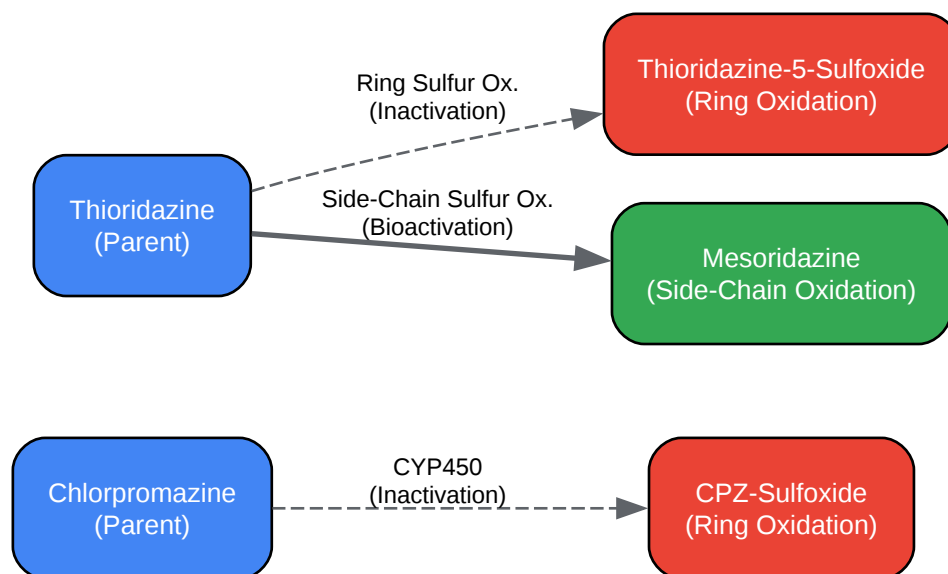 Ring Sulfur Ox.
(Inactivation)
Thioridazine-5-Sulfoxide
(Ring Oxidation)
Thioridazine
(Parent)
Side-Chain Sulfur Ox.
(Bioactivation)
Mesoridazine
(Side-Chain Oxidation)
Chlorpromazine
(Parent)
CYP450
(Inactivation)
CPZ-Sulfoxide
(Ring Oxidation)